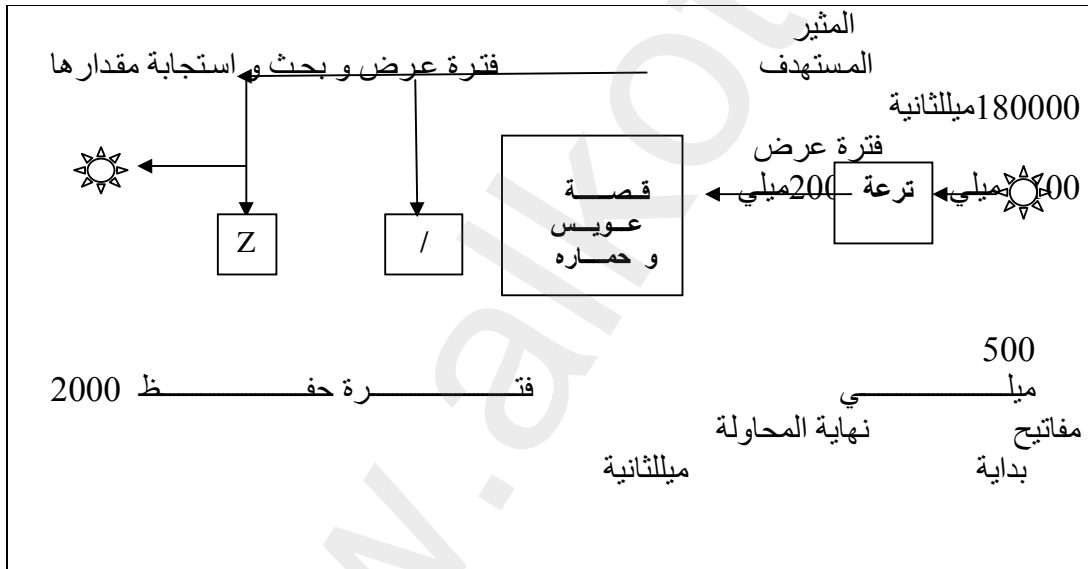 المثير
المستهدف فترة عرض و بحث و استجابة مقدارها
180000ميللثانية
فترة عرض
ميلي 200ميلي
ترعة
قصة
عويس
و حماره
/
Z
500
ميلي فترة حفظ 2000
مفاتيح نهاية المحاولة
بداية ميللثانية